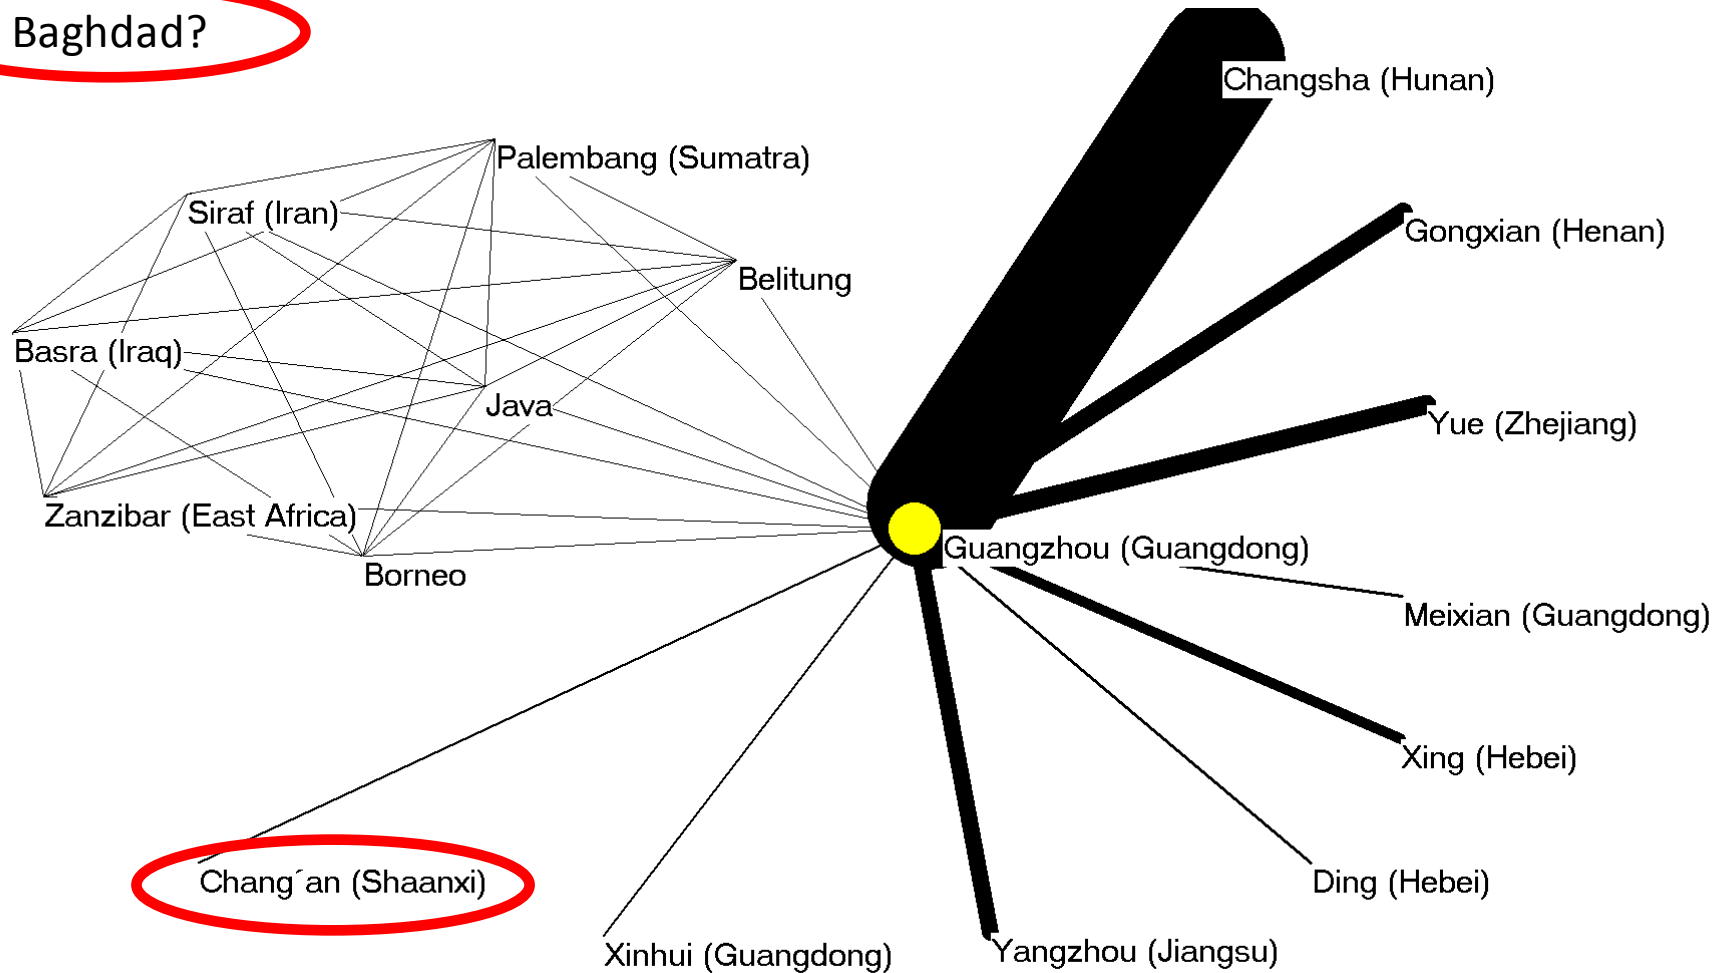 Baghdad?
Changsha (Hunan)
Palembang (Sumatra)
Siraf (Iran)
Gongxian (Henan)
Belitung
Basra (Iraq)
Java
Yue (Zhejiang)
Zanzibar (East Africa)
Guangzhou (Guangdong)
Borneo
Meixian (Guangdong)
Xing (Hebei)
Chang´an (Shaanxi)
Ding (Hebei)
Xinhui (Guangdong)
Yangzhou (Jiangsu)